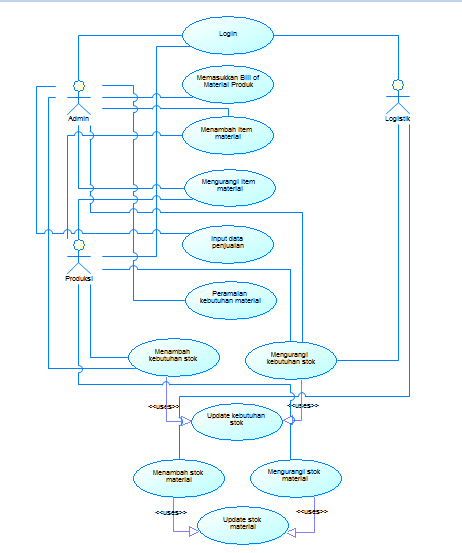 Login
Memasukkan Bill of
Material Produk
Admin
Logistik
Menambah item
material
Mengurangi item
material
Input data
penjualan
Produksi
Peramalan
kebutuhan material
Menambah
kebutuhan stok
Mengurangi
kebutuhan stok
<<uses>>
<<uses>>
Update kebutuhan
stok
Menambah stok
material
Mengurangi stok
material
<<uses>>
<<uses>>
Update stok
material